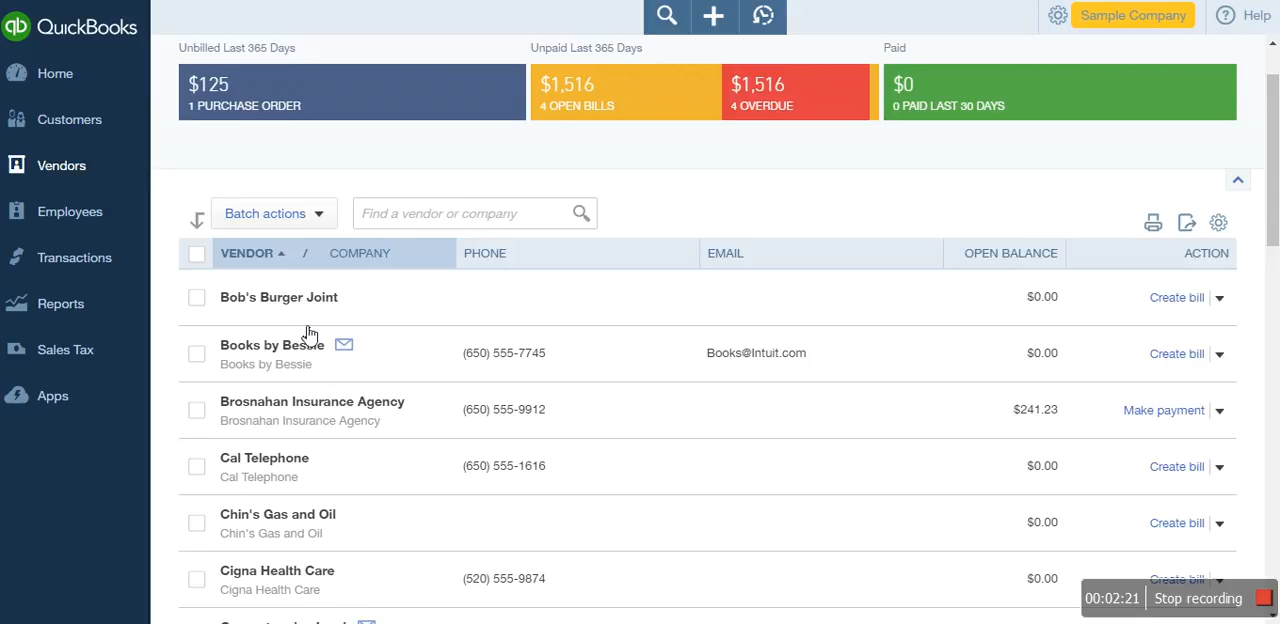 qb QuickBooks
Sample Company
Help
Home
Customers
Vendors
Employees
Transactions
Reports
Sales Tax
Apps
Unbilled Last 365 Days
Unpaid Last 365 Days
Paid
$125
1 PURCHASE ORDER
$1,516
4 OPEN BILLS
$1,516
4 OVERDUE
$0
0 PAID LAST 30 DAYS
Batch actions
Find a vendor or company
VENDOR / COMPANY PHONE EMAIL OPEN BALANCE ACTION
Bob's Burger Joint $0.00 Create bill
Books by Bessie (650) 555-7745 Books@Intuit.com $0.00 Create bill
Books by Bessie
Brosnahan Insurance Agency (650) 555-9912 $241.23 Make payment
Brosnahan Insurance Agency
Cal Telephone (650) 555-1616 $0.00 Create bill
Cal Telephone
Chin's Gas and Oil $0.00 Create bill
Chin's Gas and Oil
Cigna Health Care (520) 555-9874 $0.00 Create bill
Cigna Health Care
00:02:21 Stop recording